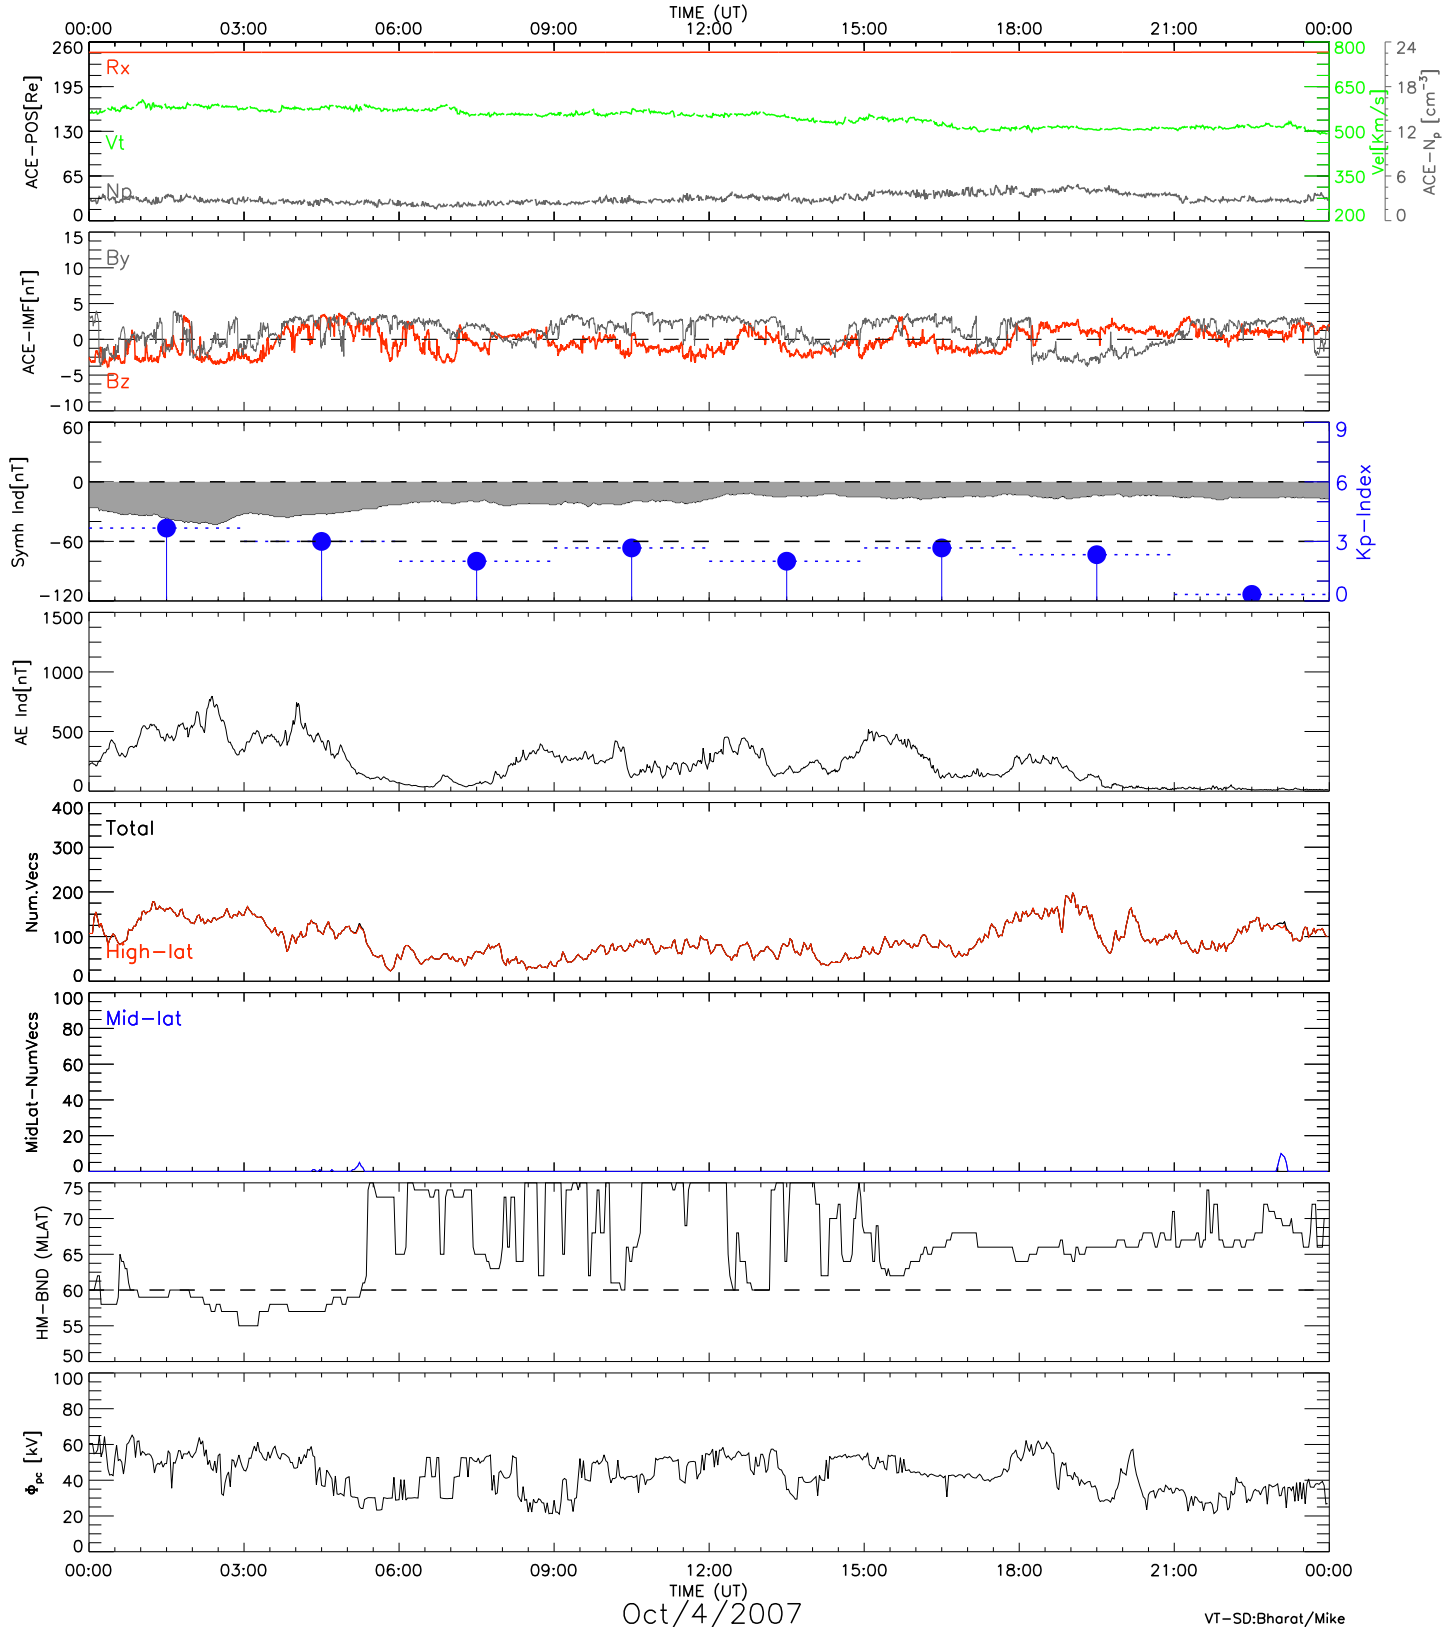 TIME (UT)
00:00 03:00 06:00 09:00 12:00 15:00 18:00 21:00 00:00
ACE-POS[Re]
260
195
130
65
0
Rx
Vt
Np
800
650
500
350
200
Vel[Km/s]
24
18
12
6
0
ACE-Np [cm⁻³]
ACE-IMF[nT]
15
10
5
0
-5
-10
By
Bz
Symh Ind[nT]
60
0
-60
-120
9
6
3
0
Kp-Index
AE Ind[nT]
1500
1000
500
0
Num.Vecs
400
300
200
100
0
Total
High-lat
MidLat-NumVecs
100
80
60
40
20
0
Mid-lat
HM-BND (MLAT)
75
70
65
60
55
50
Φpc [kV]
100
80
60
40
20
0
00:00 03:00 06:00 09:00 12:00 15:00 18:00 21:00 00:00
TIME (UT)
Oct/4/2007
VT-SD:Bharat/Mike